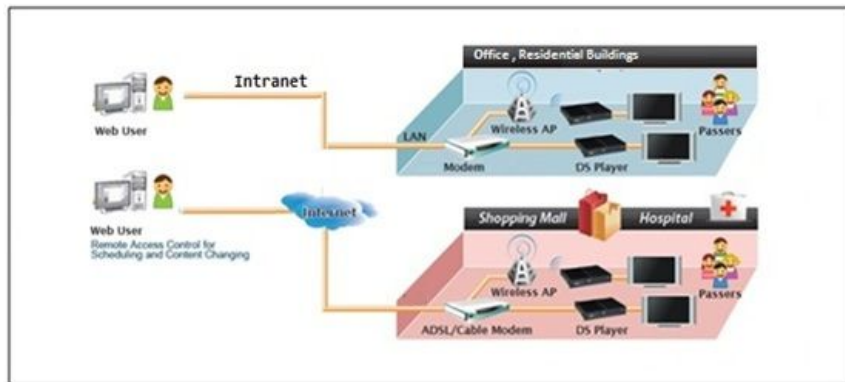 Office , Residential Buildings
Intranet
Web User
LAN
Wireless AP
Passers
Modem
DS Player
Web User
Remote Access Control for
Scheduling and Content Changing
Internet
Shopping Mall
Hospital
Wireless AP
Passers
ADSL/Cable Modem
DS Player